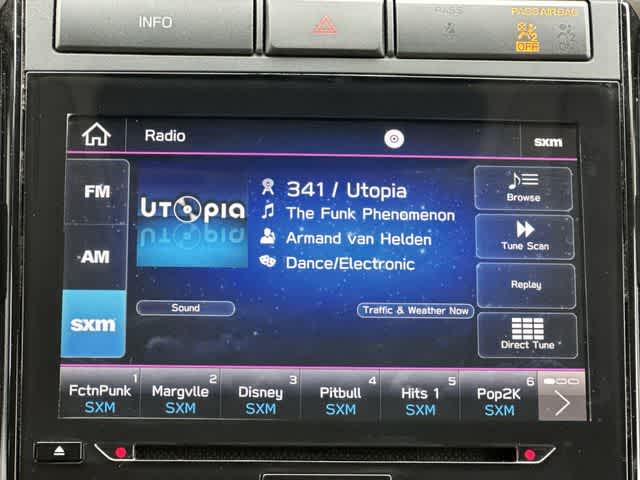 INFO
PASS
PASS AIRBAG
2
OFF
Radio
sxm
FM
AM
sxm
UTOPIA
341 / Utopia
The Funk Phenomenon
Armand van Helden
Dance/Electronic
Browse
Tune Scan
Replay
Direct Tune
Sound
Traffic & Weather Now
1 FctnPunk SXM
2 Margvlle SXM
3 Disney SXM
4 Pitbull SXM
5 Hits 1 SXM
6 Pop2K SXM